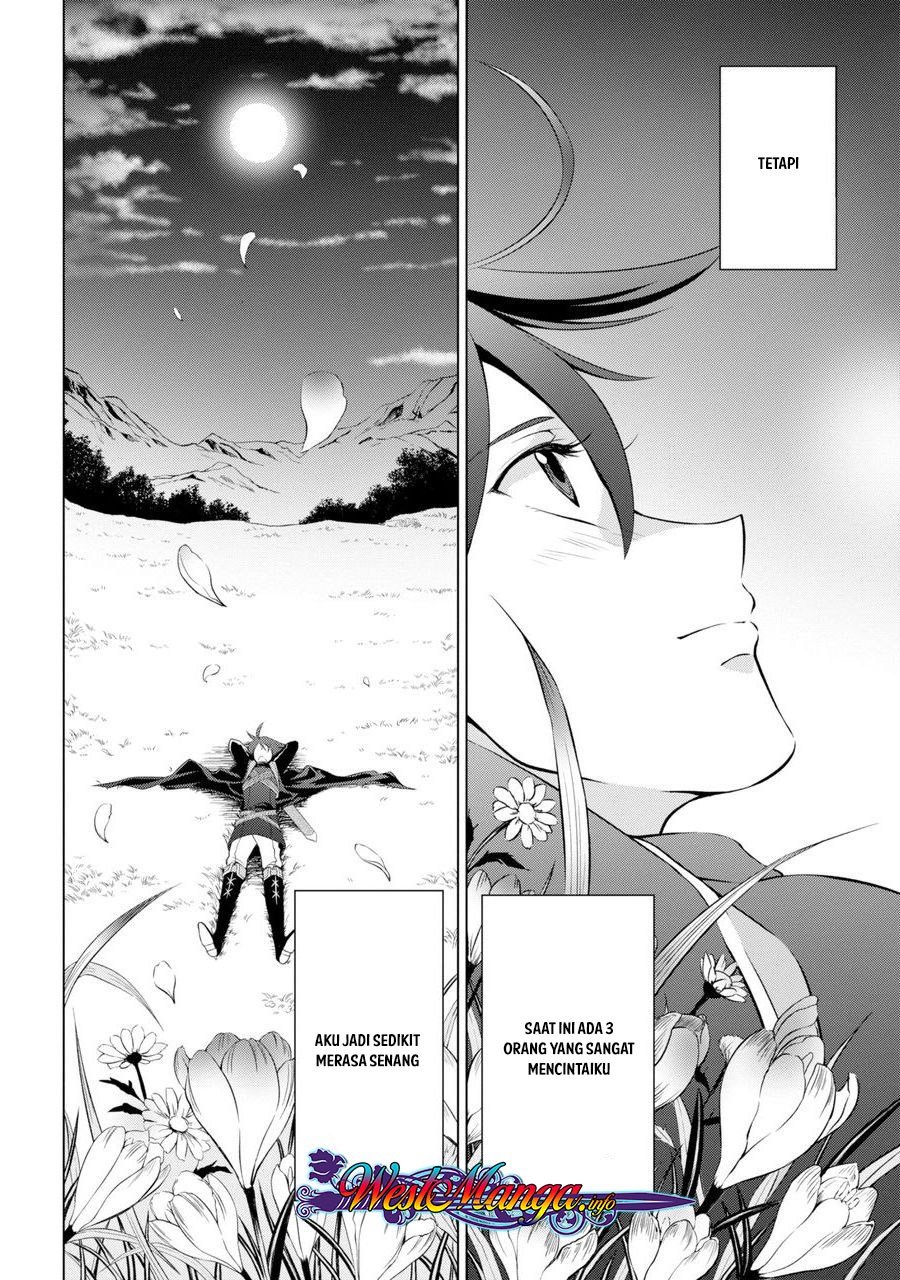 TETAPI
SAAT INI ADA 3
ORANG YANG SANGAT
MENCINTAIKU
AKU JADI SEDIKIT
MERASA SENANG
WestManga.info